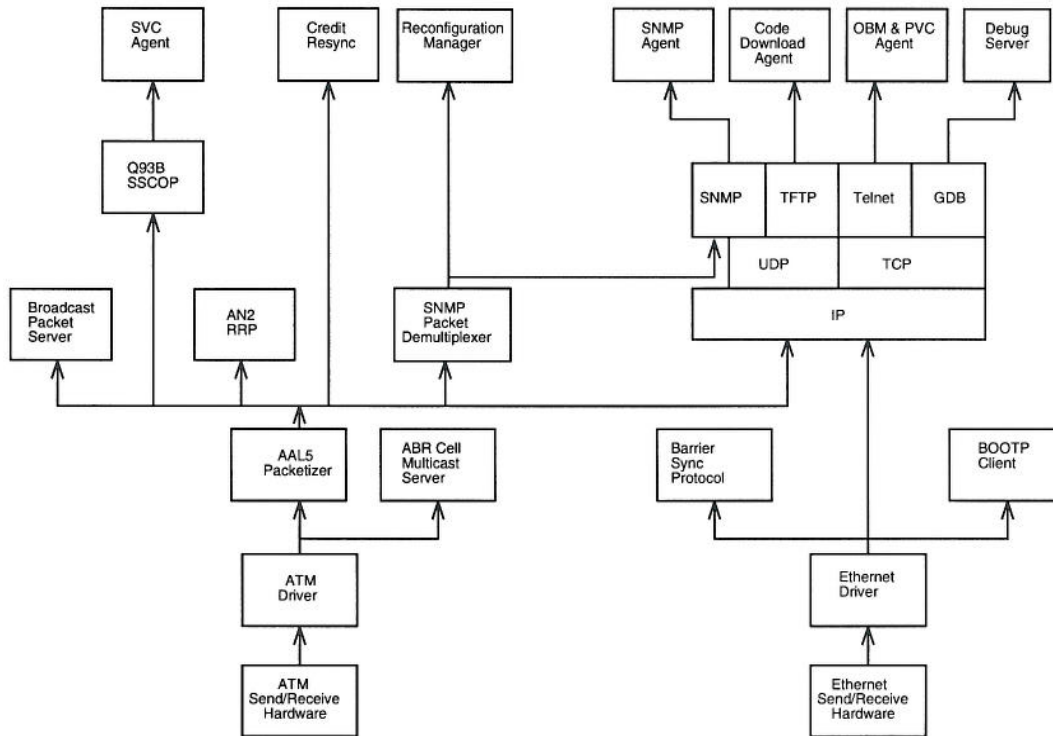 SVC
Agent
Credit
Resync
Reconfiguration
Manager
SNMP
Agent
Code
Download
Agent
OBM & PVC
Agent
Debug
Server
Q93B
SSCOP
SNMP
TFTP
Telnet
GDB
UDP
TCP
IP
Broadcast
Packet
Server
AN2
RRP
SNMP
Packet
Demultiplexer
AAL5
Packetizer
ABR Cell
Multicast
Server
Barrier
Sync
Protocol
BOOTP
Client
ATM
Driver
Ethernet
Driver
ATM
Send/Receive
Hardware
Ethernet
Send/Receive
Hardware